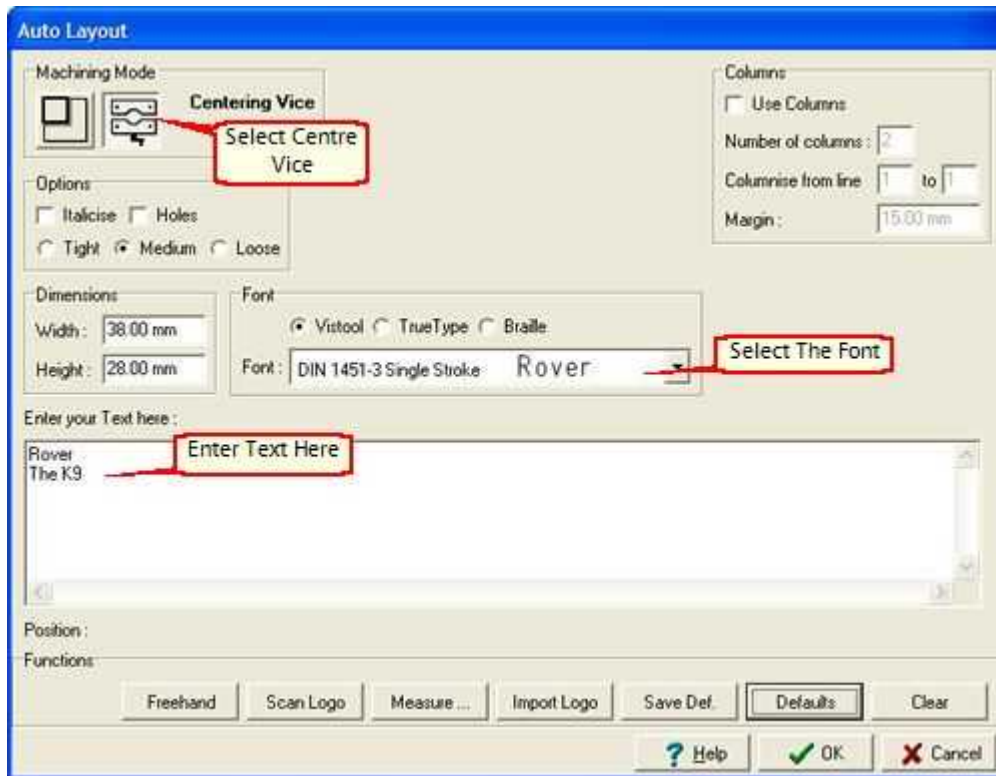 Auto Layout
Machining Mode
Centering Vice
Select Centre
Vice
Columns
Use Columns
Number of columns : 2
Columnise from line 1 to 1
Margin : 15.00 mm
Options
Italicise Holes
Tight Medium Loose
Dimensions
Width : 38.00 mm
Height : 28.00 mm
Font
Vistool TrueType Braille
Font : DIN 1451-3 Single Stroke Rover
Select The Font
Enter your Text here :
Enter Text Here
Rover
The K9
Position :
Functions
Freehand Scan Logo Measure ... Import Logo Save Def. Defaults Clear
? Help OK Cancel